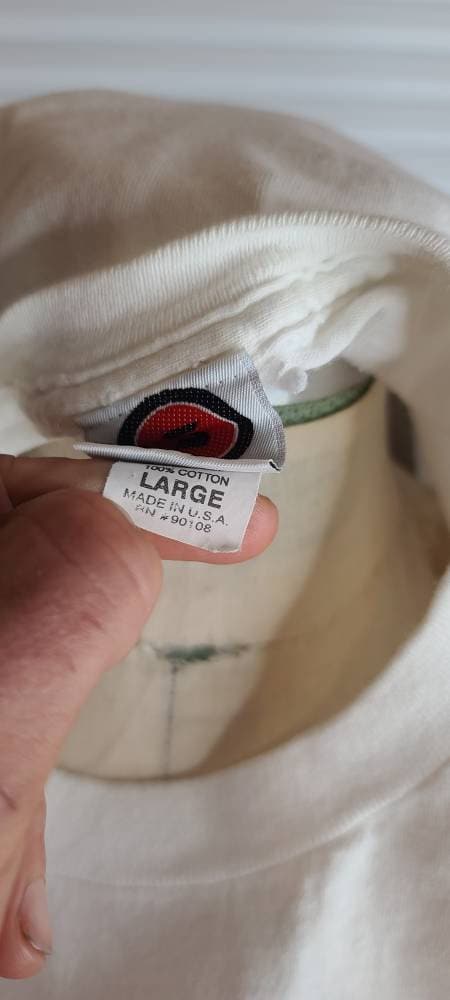 100% COTTON
LARGE
MADE IN U.S.A.
RN #90108